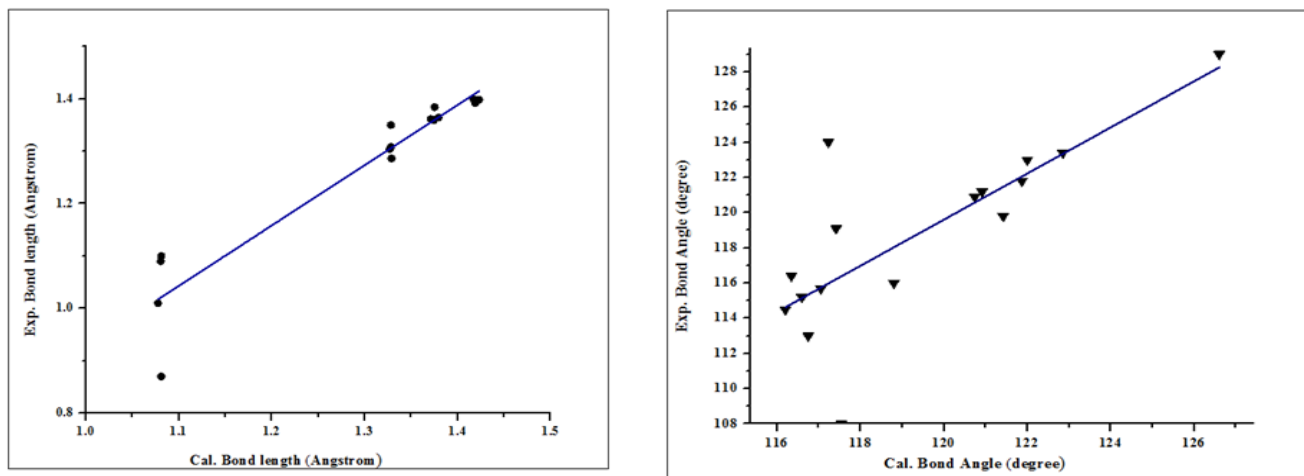 Exp. Bond length (Angstrom)
1.4
1.2
1.0
0.8
1.0 1.1 1.2 1.3 1.4 1.5
Cal. Bond length (Angstrom)
Exp. Bond Angle (degree)
128
126
124
122
120
118
116
114
112
110
108
116 118 120 122 124 126
Cal. Bond Angle (degree)